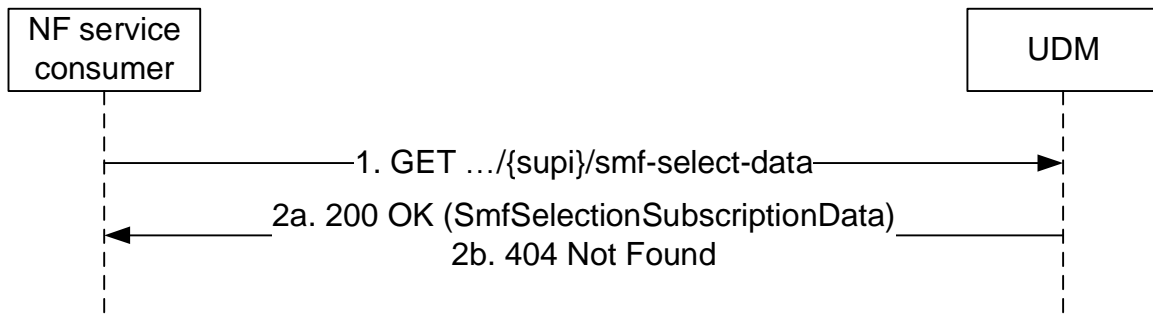 NF service
consumer
UDM
1. GET …/{supi}/smf-select-data
2a. 200 OK (SmfSelectionSubscriptionData)
2b. 404 Not Found